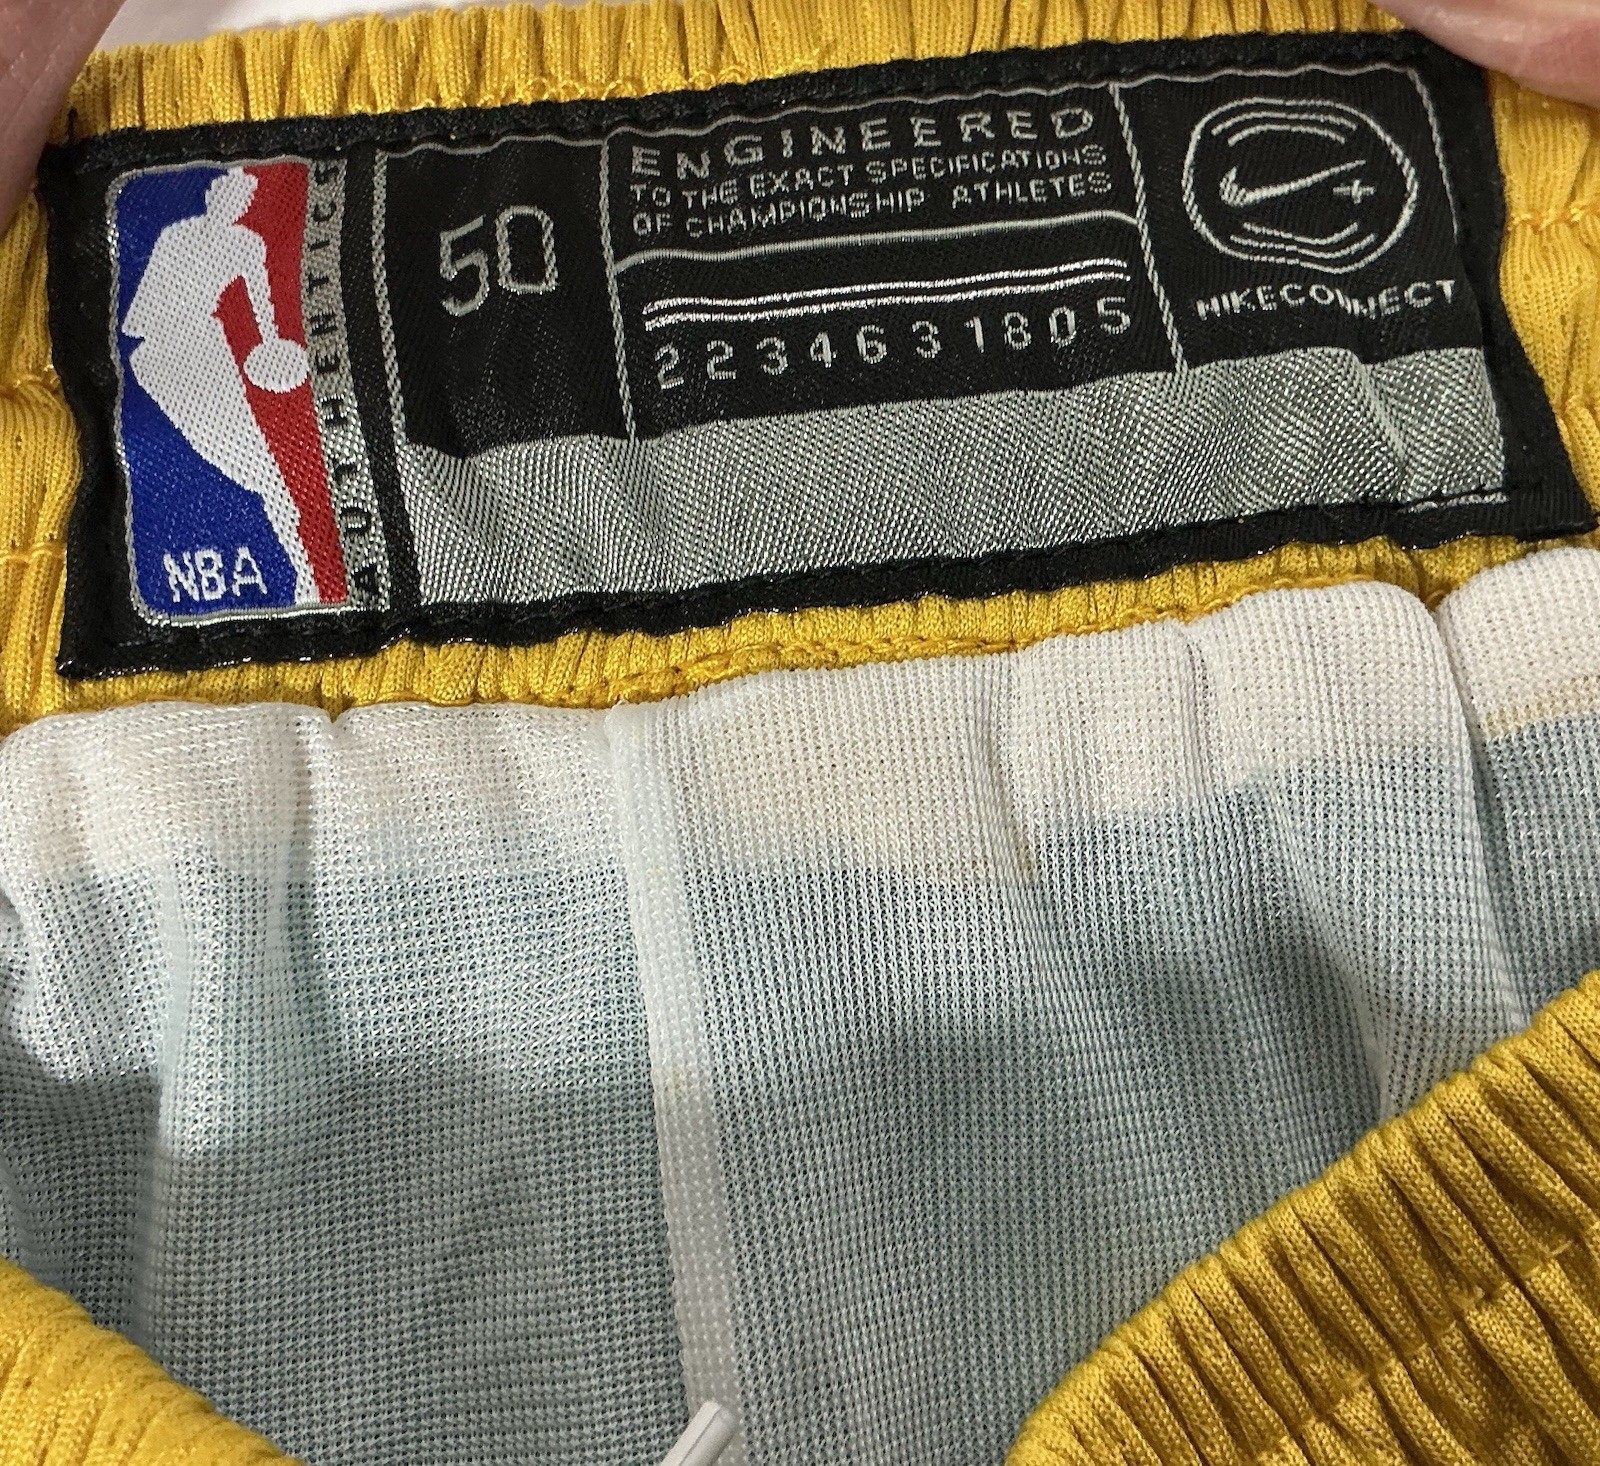 NBA
AUTHENTICS
50
ENGINEERED
TO THE EXACT SPECIFICATIONS
OF CHAMPIONSHIP ATHLETES
2234631805
NIKECONNECT